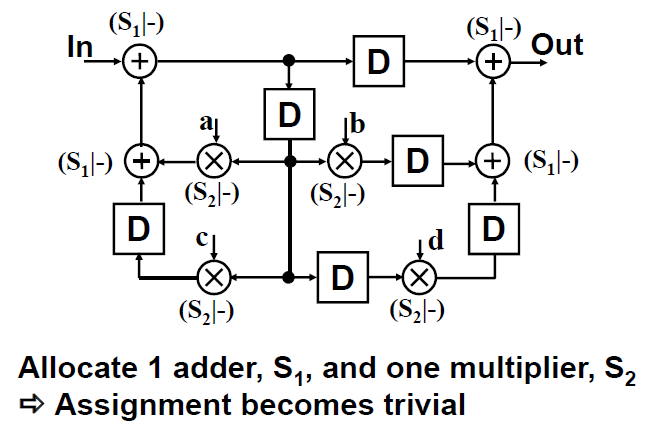 (S₁|-) (S₁|-)
In + D + Out
D
a b
(S₁|-) + × × D + (S₁|-)
(S₂|-) (S₂|-)
D D
c d
× D ×
(S₂|-) (S₂|-)
Allocate 1 adder, S₁, and one multiplier, S₂
⇨ Assignment becomes trivial